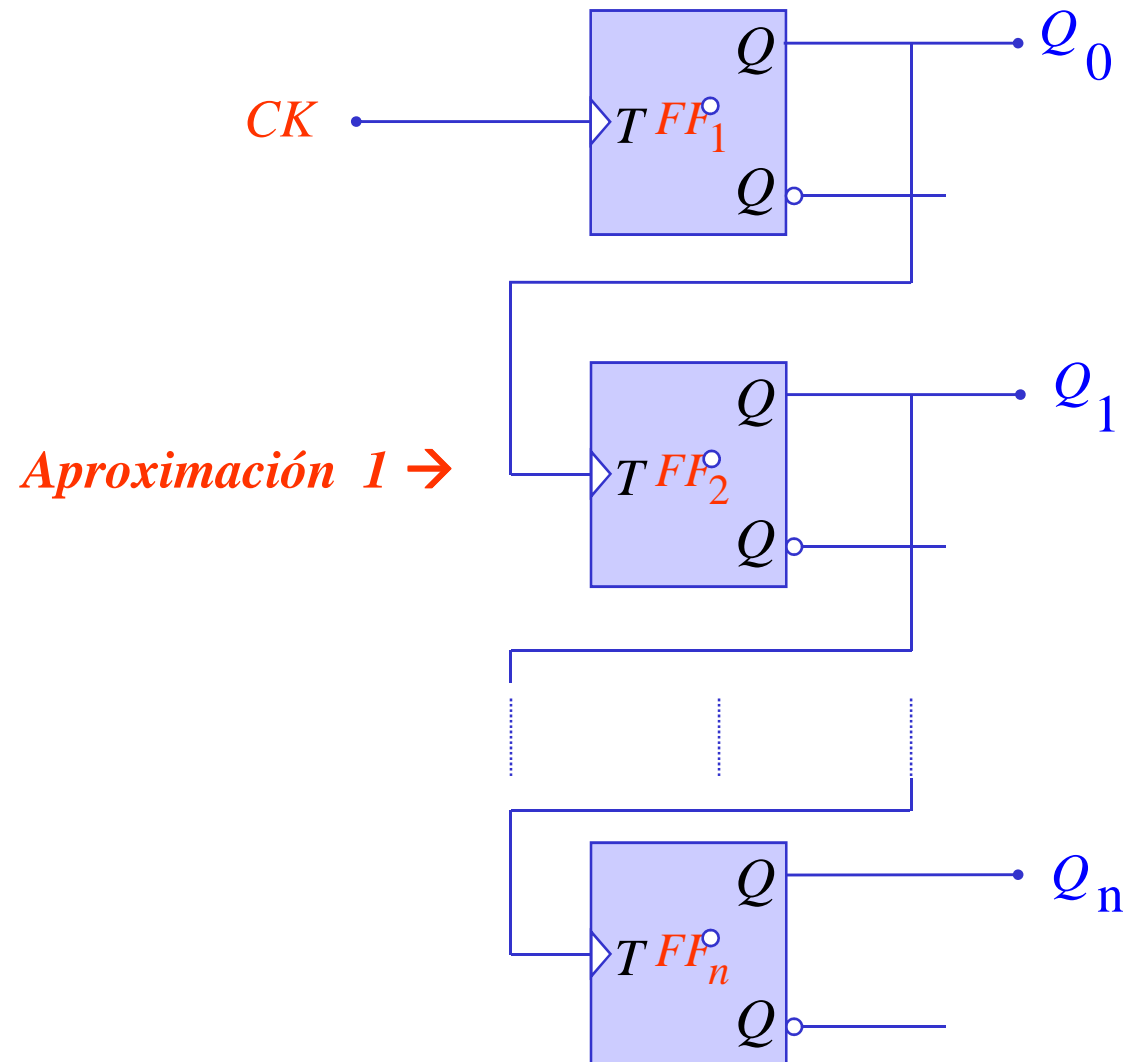 Q Q0
CK T FF1
Q
Q Q1
Aproximación 1 → T FF2
Q
Q Qn
T FFn
Q